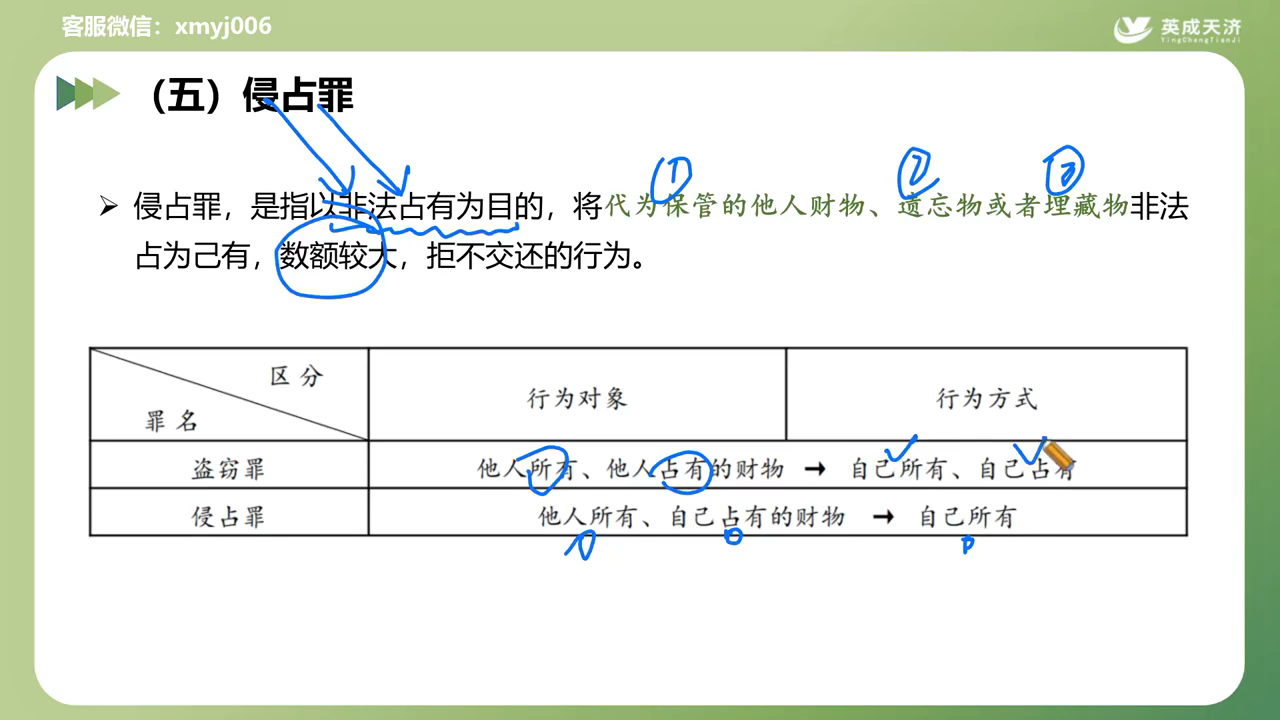 客服微信：xmyj006
英成天济
YingChengTianJi
（五）侵占罪
① ② ③
侵占罪，是指以非法占有为目的，将代为保管的他人财物、遗忘物或者埋藏物非法
占为己有，数额较大，拒不交还的行为。
区分
罪名
行为对象 行为方式
盗窃罪 他人所有、他人占有的财物 → 自己所有、自己占有
侵占罪 他人所有、自己占有的财物 → 自己所有